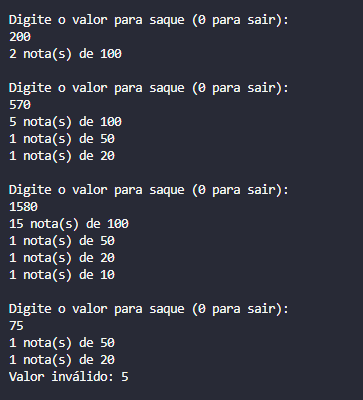 Digite o valor para saque (0 para sair):
200
2 nota(s) de 100
Digite o valor para saque (0 para sair):
570
5 nota(s) de 100
1 nota(s) de 50
1 nota(s) de 20
Digite o valor para saque (0 para sair):
1580
15 nota(s) de 100
1 nota(s) de 50
1 nota(s) de 20
1 nota(s) de 10
Digite o valor para saque (0 para sair):
75
1 nota(s) de 50
1 nota(s) de 20
Valor inválido: 5